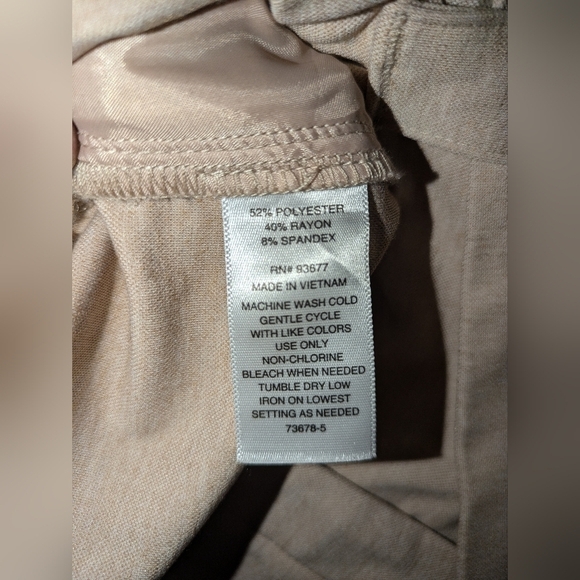 52% POLYESTER
40% RAYON
8% SPANDEX
RN# 93677
MADE IN VIETNAM
MACHINE WASH COLD
GENTLE CYCLE
WITH LIKE COLORS
USE ONLY
NON-CHLORINE
BLEACH WHEN NEEDED
TUMBLE DRY LOW
IRON ON LOWEST
SETTING AS NEEDED
73678-5